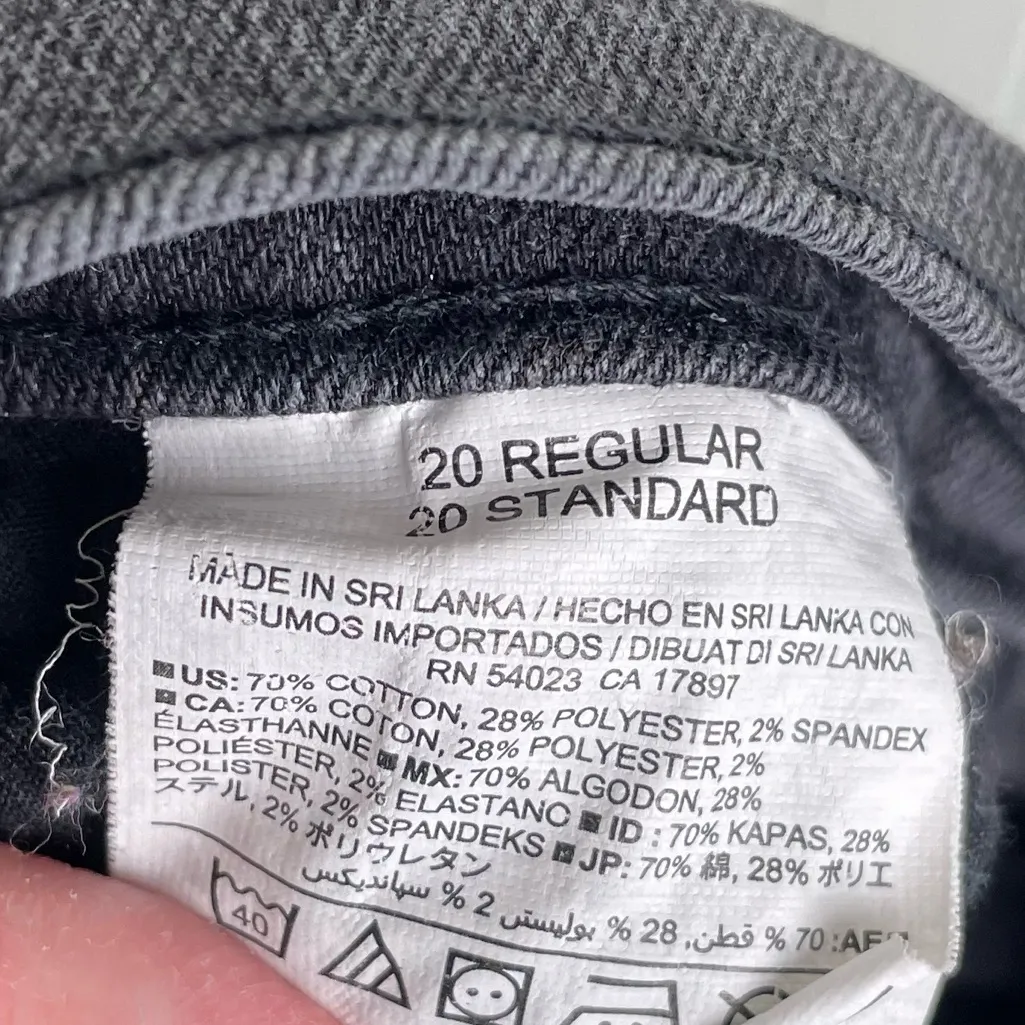 20 REGULAR
20 STANDARD
MADE IN SRI LANKA / HECHO EN SRI LANKA CON
INSUMOS IMPORTADOS / DIBUAT DI SRI LANKA
RN 54023 CA 17897
US: 70% COTTON, 28% POLYESTER, 2% SPANDEX
CA: 70% COTON, 28% POLYESTER, 2%
ÉLASTHANNE MX: 70% ALGODON, 28%
POLIÉSTER, 2% ELASTANO ID : 70% KAPAS, 28%
POLISTER, 2% SPANDEKS JP: 70% 綿, 28% ポリエ
ステル, 2% ポリウレタン
AE: 70 % قطن, 28 % بوليستر, 2 % سباندیکس
40